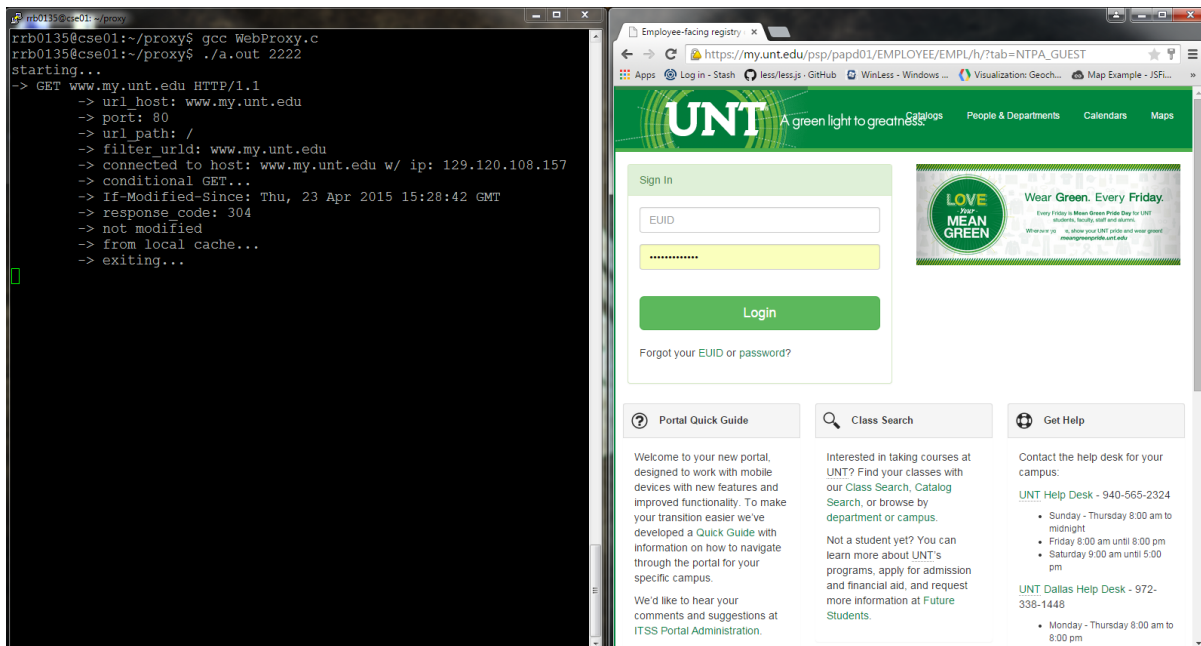 rrb0135@cse01: ~/proxy
rrb0135@cse01:~/proxy$ gcc WebProxy.c
rrb0135@cse01:~/proxy$ ./a.out 2222
starting...
-> GET www.my.unt.edu HTTP/1.1
-> url_host: www.my.unt.edu
-> port: 80
-> url_path: /
-> filter_urld: www.my.unt.edu
-> connected to host: www.my.unt.edu w/ ip: 129.120.108.157
-> conditional GET...
-> If-Modified-Since: Thu, 23 Apr 2015 15:28:42 GMT
-> response_code: 304
-> not modified
-> from local cache...
-> exiting...
Employee-facing registry
https://my.unt.edu/psp/papd01/EMPLOYEE/EMPL/h/?tab=NTPA_GUEST
Apps Log in - Stash less/less.js · GitHub WinLess - Windows ... Visualization: Geoch... Map Example - JSFi... »
UNT A green light to greatness. Catalogs People & Departments Calendars Maps
Sign In
EUID
Login
Forgot your EUID or password?
LOVE
Your
MEAN
GREEN
Wear Green. Every Friday.
Every Friday is Mean Green Pride Day for UNT
students, faculty, staff and alumni.
show your UNT pride and wear green!
meangreenpride.unt.edu
Portal Quick Guide
Welcome to your new portal,
designed to work with mobile
devices with new features and
improved functionality. To make
your transition easier we've
developed a Quick Guide with
information on how to navigate
through the portal for your
specific campus.
We'd like to hear your
comments and suggestions at
ITSS Portal Administration.
Class Search
Interested in taking courses at
UNT? Find your classes with
our Class Search, Catalog
Search, or browse by
department or campus.
Not a student yet? You can
learn more about UNT's
programs, apply for admission
and financial aid, and request
more information at Future
Students.
Get Help
Contact the help desk for your
campus:
UNT Help Desk - 940-565-2324
• Sunday - Thursday 8:00 am to
midnight
• Friday 8:00 am until 8:00 pm
• Saturday 9:00 am until 5:00
pm
UNT Dallas Help Desk - 972-
338-1448
• Monday - Thursday 8:00 am to
8:00 pm